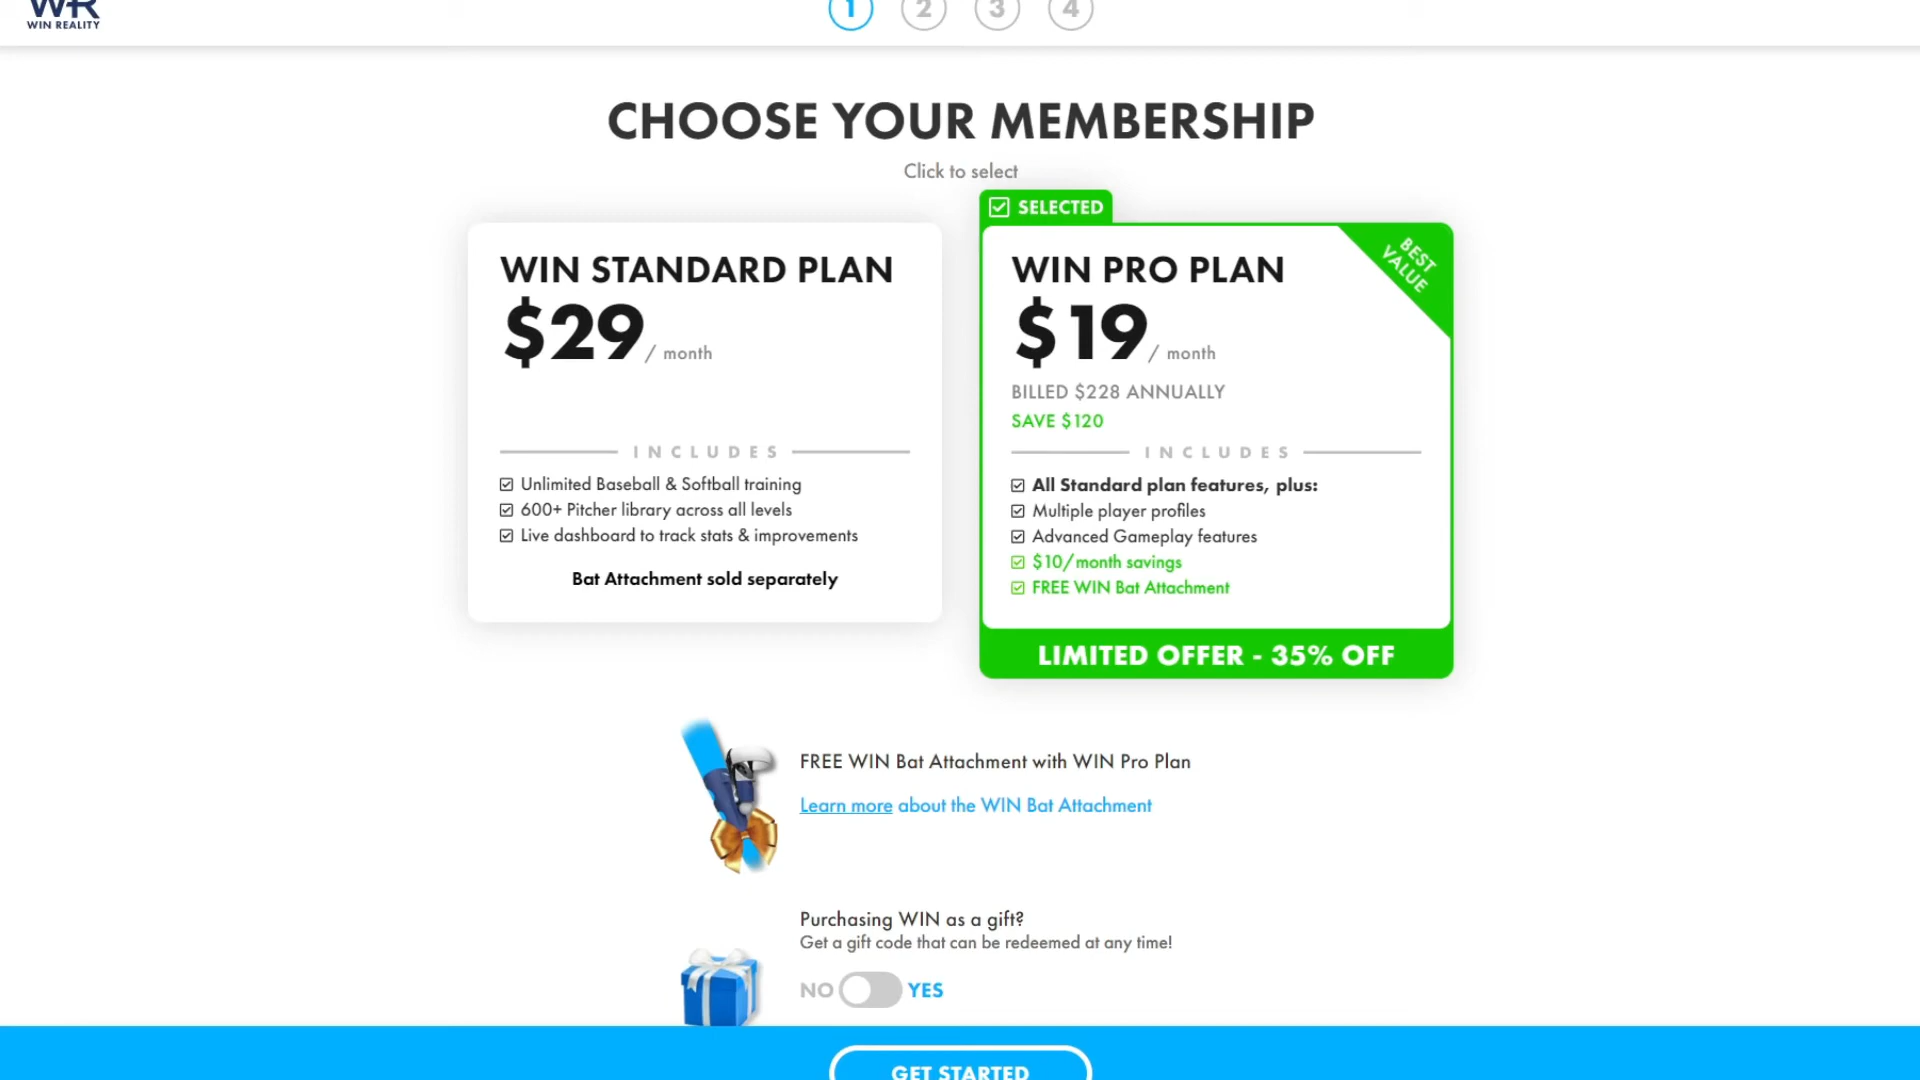 WR
WIN REALITY
1 2 3 4
CHOOSE YOUR MEMBERSHIP
Click to select
WIN STANDARD PLAN
$29 / month
INCLUDES
Unlimited Baseball & Softball training
600+ Pitcher library across all levels
Live dashboard to track stats & improvements
Bat Attachment sold separately
SELECTED
BEST
VALUE
WIN PRO PLAN
$19 / month
BILLED $228 ANNUALLY
SAVE $120
INCLUDES
All Standard plan features, plus:
Multiple player profiles
Advanced Gameplay features
$10/month savings
FREE WIN Bat Attachment
LIMITED OFFER - 35% OFF
FREE WIN Bat Attachment with WIN Pro Plan
Learn more about the WIN Bat Attachment
Purchasing WIN as a gift?
Get a gift code that can be redeemed at any time!
NO YES
GET STARTED